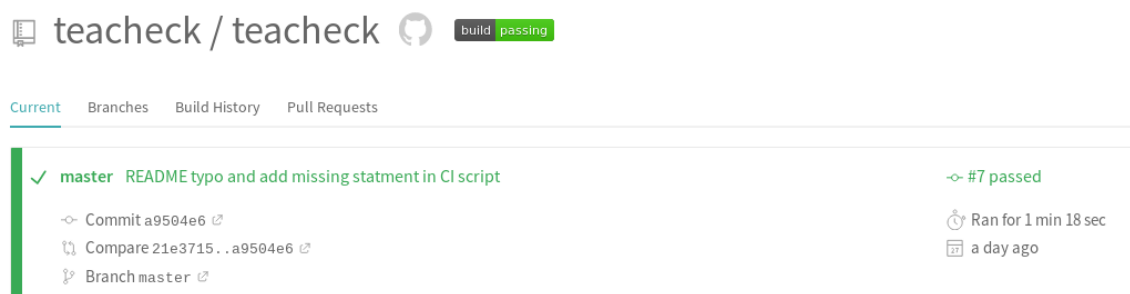 teacheck / teacheck build passing
Current Branches Build History Pull Requests
master README typo and add missing statment in CI script #7 passed
Commit a9504e6 Ran for 1 min 18 sec
Compare 21e3715..a9504e6 27 a day ago
Branch master